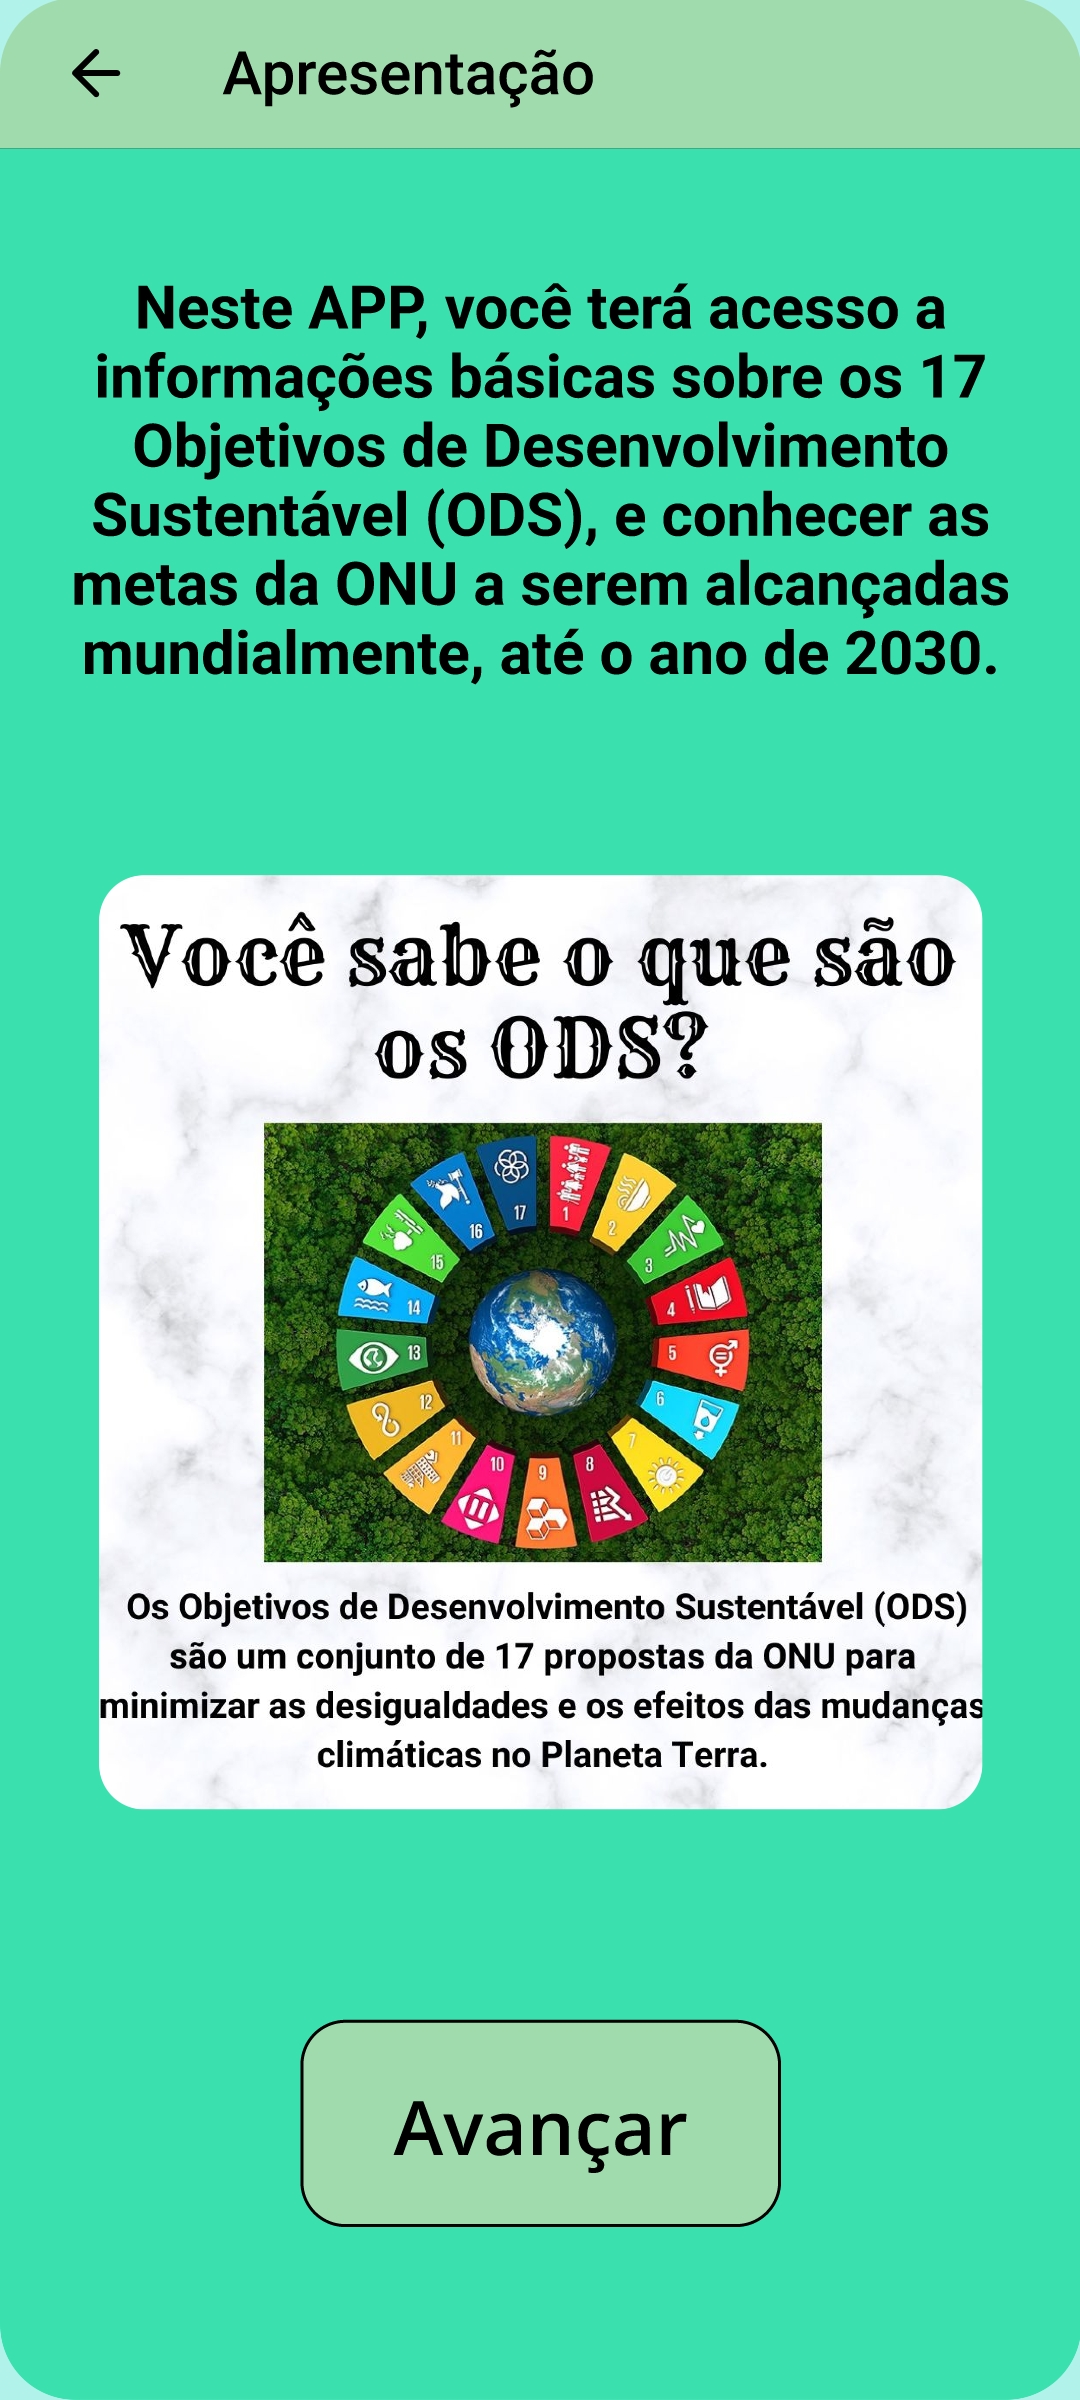 Apresentação
Neste APP, você terá acesso a
informações básicas sobre os 17
Objetivos de Desenvolvimento
Sustentável (ODS), e conhecer as
metas da ONU a serem alcançadas
mundialmente, até o ano de 2030.
Você sabe o que são
os ODS?
1
2
3
4
5
6
7
8
9
10
11
12
13
14
15
16
17
Os Objetivos de Desenvolvimento Sustentável (ODS)
são um conjunto de 17 propostas da ONU para
minimizar as desigualdades e os efeitos das mudanças
climáticas no Planeta Terra.
Avançar